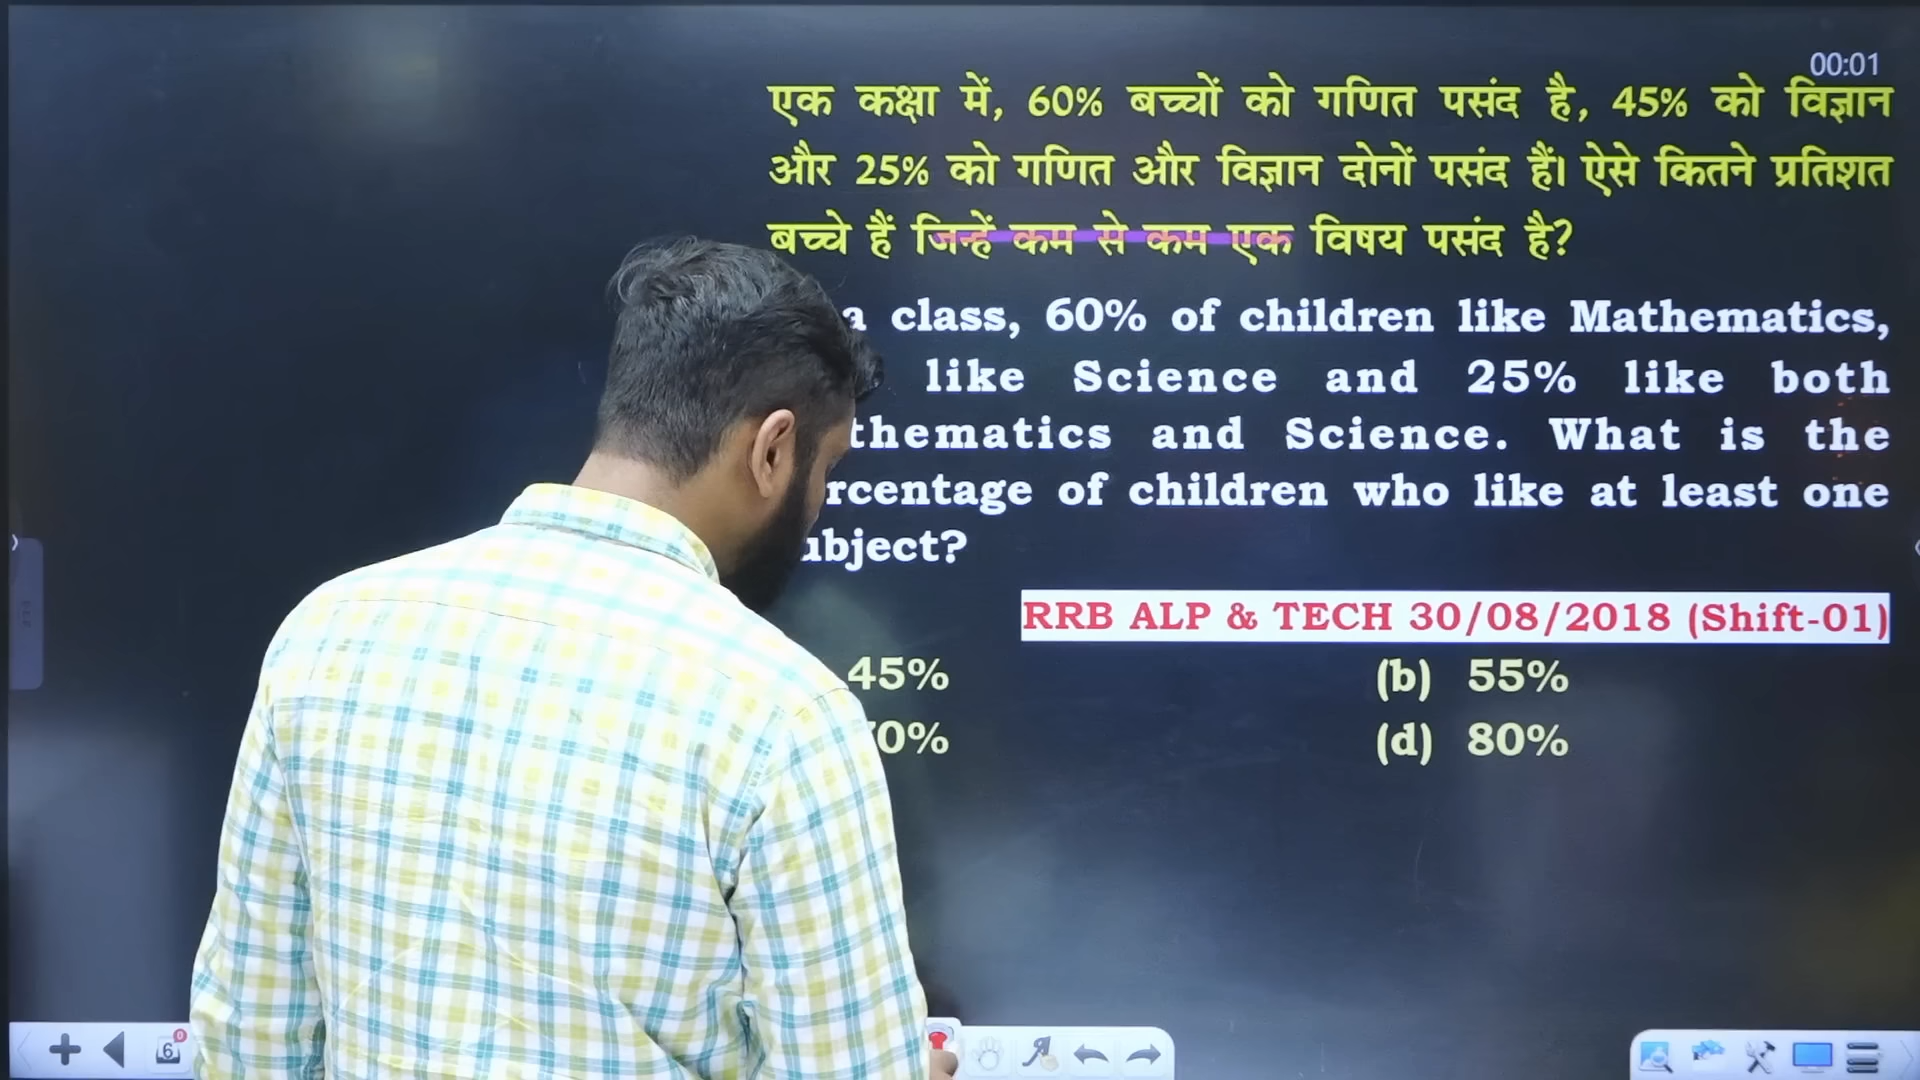 00:01
एक कक्षा में, 60% बच्चों को गणित पसंद है, 45% को विज्ञान
और 25% को गणित और विज्ञान दोनों पसंद हैं। ऐसे कितने प्रतिशत
बच्चे हैं जिन्हें कम से कम एक विषय पसंद है?
a class, 60% of children like Mathematics,
like Science and 25% like both
thematics and Science. What is the
rcentage of children who like at least one
ubject?
RRB ALP & TECH 30/08/2018 (Shift-01)
45% (b) 55%
0% (d) 80%
6 0